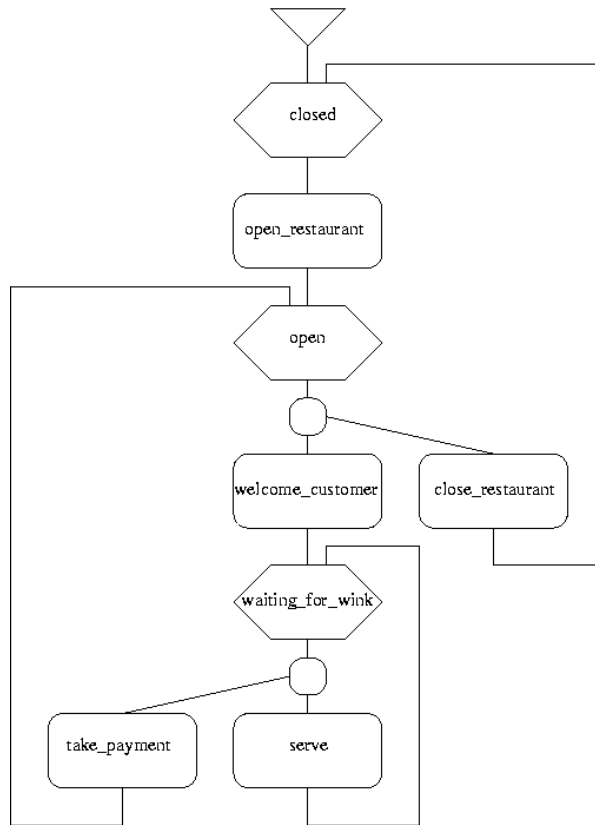 closed
open_restaurant
open
welcome_customer
close_restaurant
waiting_for_wink
take_payment
serve